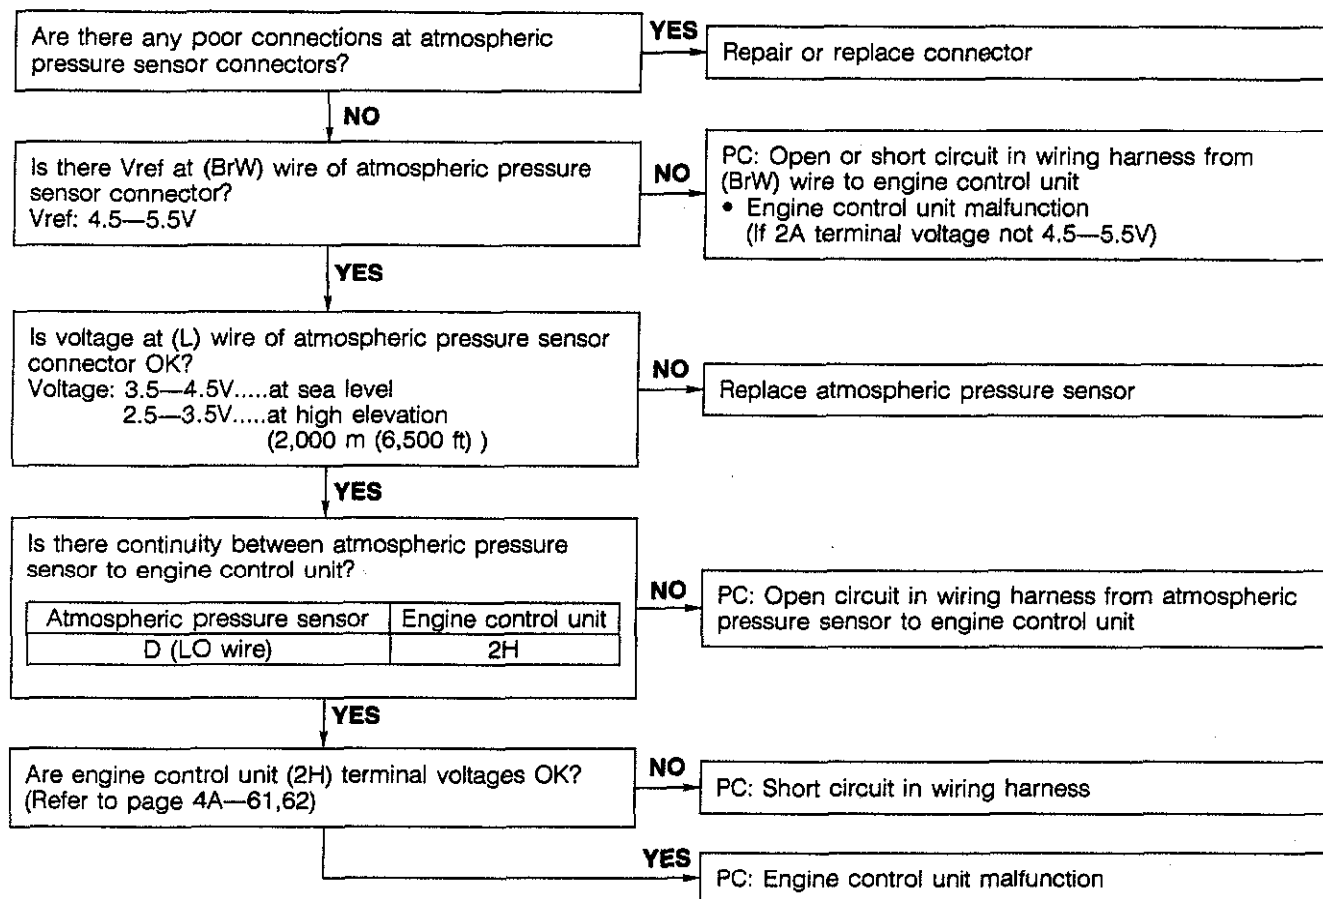 Are there any poor connections at atmospheric
pressure sensor connectors?
YES
Repair or replace connector
NO
Is there Vref at (BrW) wire of atmospheric pressure
sensor connector?
Vref: 4.5—5.5V
NO
PC: Open or short circuit in wiring harness from
(BrW) wire to engine control unit
• Engine control unit malfunction
(If 2A terminal voltage not 4.5—5.5V)
YES
Is voltage at (L) wire of atmospheric pressure sensor
connector OK?
Voltage: 3.5—4.5V.....at sea level
2.5—3.5V.....at high elevation
(2,000 m (6,500 ft) )
NO
Replace atmospheric pressure sensor
YES
Is there continuity between atmospheric pressure
sensor to engine control unit?
Atmospheric pressure sensor Engine control unit
D (LO wire) 2H
NO
PC: Open circuit in wiring harness from atmospheric
pressure sensor to engine control unit
YES
Are engine control unit (2H) terminal voltages OK?
(Refer to page 4A—61,62)
NO
PC: Short circuit in wiring harness
YES
PC: Engine control unit malfunction